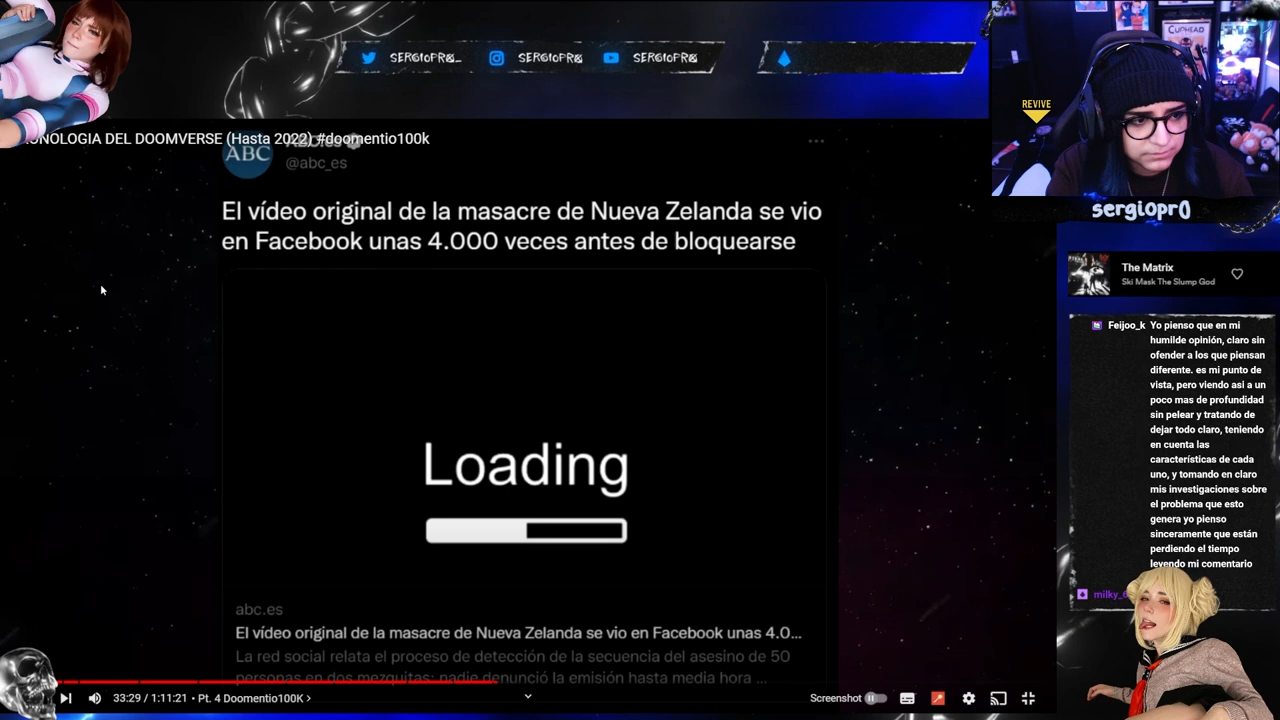 SERGIOPR0_
SERGIOPR0
SERGIOPR0
CUPHEAD
REVIVE
NOLOGIA DEL DOOMVERSE (Hasta 2022) #doomentio100k
ABC
@abc_es
El vídeo original de la masacre de Nueva Zelanda se vio
en Facebook unas 4.000 veces antes de bloquearse
Loading
abc.es
El vídeo original de la masacre de Nueva Zelanda se vio en Facebook unas 4.0...
La red social relata el proceso de detección de la secuencia del asesino de 50
personas en dos mezquitas: nadie denunció la emisión hasta media hora ...
33:29 / 1:11:21 • Pt. 4 Doomentio100K >
Screenshot
sergiopr0
The Matrix
Ski Mask The Slump God
Feijoo_k Yo pienso que en mi
humilde opinión, claro sin
ofender a los que piensan
diferente. es mi punto de
vista, pero viendo asi a un
poco mas de profundidad
sin pelear y tratando de
dejar todo claro, teniendo
en cuenta las
características de cada
uno, y tomando en claro
mis investigaciones sobre
el problema que esto
genera yo pienso
sinceramente que están
perdiendo el tiempo
leyendo mi comentario
milky_